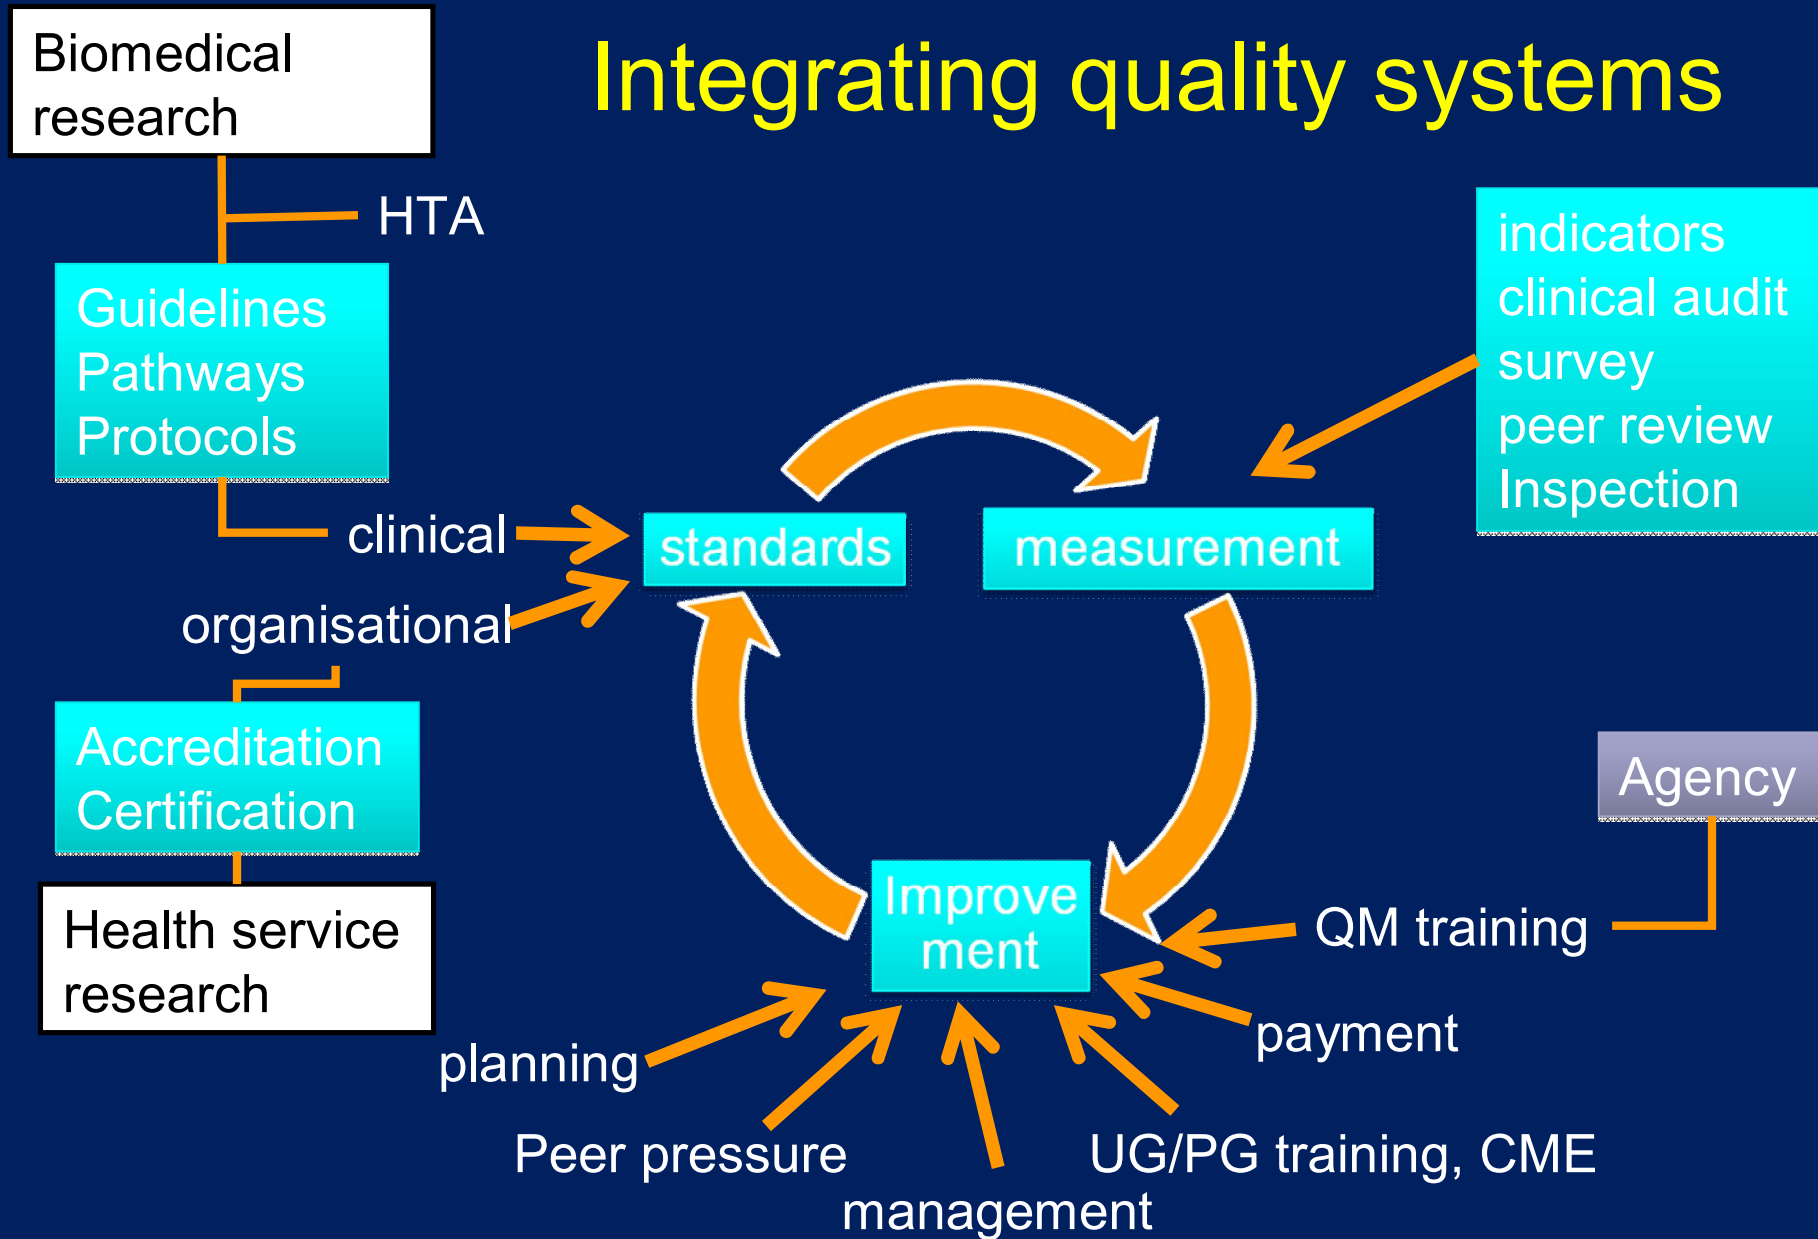 Integrating quality systems
Biomedical
research
HTA
Guidelines
Pathways
Protocols
indicators
clinical audit
survey
peer review
Inspection
clinical
standards
measurement
organisational
Accreditation
Certification
Agency
Health service
research
Improve
ment
QM training
planning
payment
Peer pressure
UG/PG training, CME
management